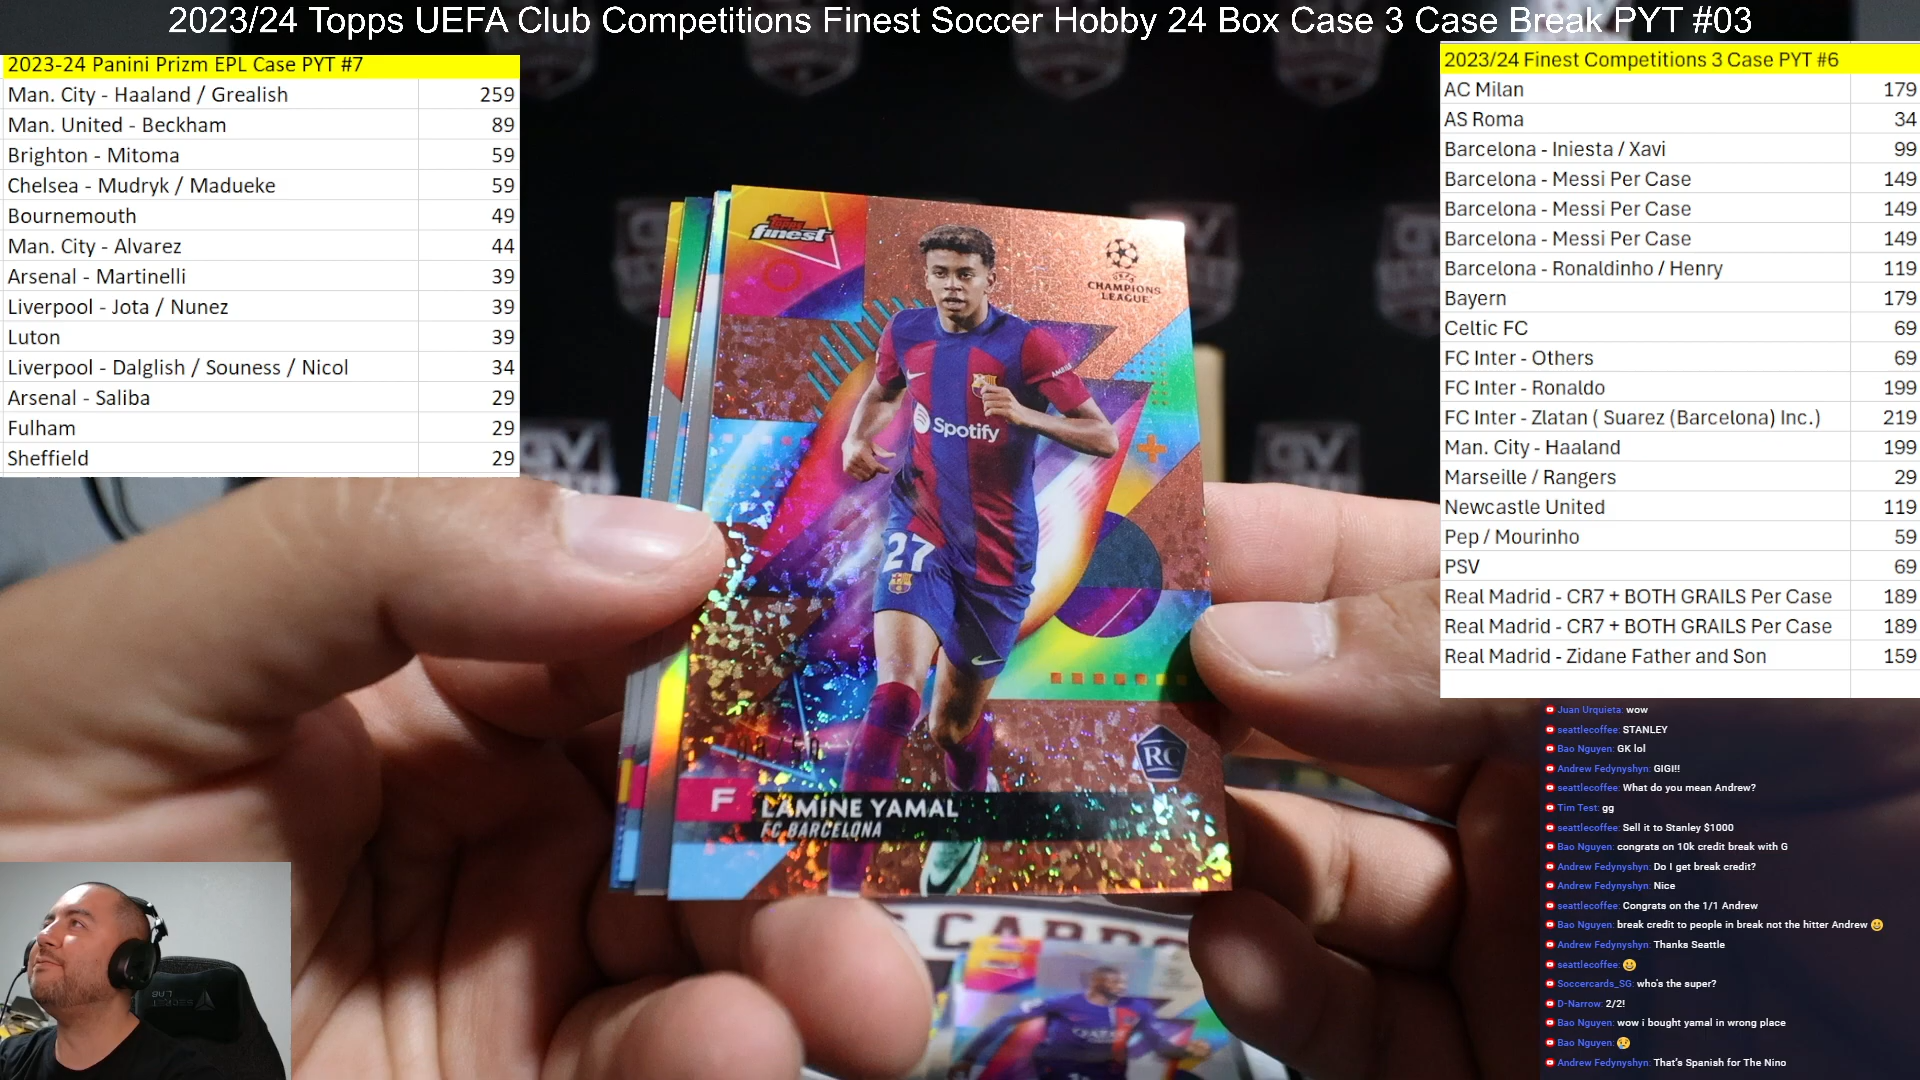 2023/24 Topps UEFA Club Competitions Finest Soccer Hobby 24 Box Case 3 Case Break PYT #03
2023-24 Panini Prizm EPL Case PYT #7
Man. City - Haaland / Grealish 259
Man. United - Beckham 89
Brighton - Mitoma 59
Chelsea - Mudryk / Madueke 59
Bournemouth 49
Man. City - Alvarez 44
Arsenal - Martinelli 39
Liverpool - Jota / Nunez 39
Luton 39
Liverpool - Dalglish / Souness / Nicol 34
Arsenal - Saliba 29
Fulham 29
Sheffield 29
2023/24 Finest Competitions 3 Case PYT #6
AC Milan 179
AS Roma 34
Barcelona - Iniesta / Xavi 99
Barcelona - Messi Per Case 149
Barcelona - Messi Per Case 149
Barcelona - Messi Per Case 149
Barcelona - Ronaldinho / Henry 119
Bayern 179
Celtic FC 69
FC Inter - Others 69
FC Inter - Ronaldo 199
FC Inter - Zlatan ( Suarez (Barcelona) Inc.) 219
Man. City - Haaland 199
Marseille / Rangers 29
Newcastle United 119
Pep / Mourinho 59
PSV 69
Real Madrid - CR7 + BOTH GRAILS Per Case 189
Real Madrid - CR7 + BOTH GRAILS Per Case 189
Real Madrid - Zidane Father and Son 159
Topps
finest
UEFA
CHAMPIONS
LEAGUE
Spotify
27
RC
F LAMINE YAMAL
FC BARCELONA
GV
CARDS
Juan Urquieta: wow
seattlecoffee: STANLEY
Bao Nguyen: GK lol
Andrew Fedynyshyn: GIGI!!
seattlecoffee: What do you mean Andrew?
Tim Test: gg
seattlecoffee: Sell it to Stanley $1000
Bao Nguyen: congrats on 10k credit break with G
Andrew Fedynyshyn: Do I get break credit?
Andrew Fedynyshyn: Nice
seattlecoffee: Congrats on the 1/1 Andrew
Bao Nguyen: break credit to people in break not the hitter Andrew 😀
Andrew Fedynyshyn: Thanks Seattle
seattlecoffee: 😀
Soccercards_SG: who's the super?
D-Narrow: 2/2!
Bao Nguyen: wow i bought yamal in wrong place
Bao Nguyen: 😢
Andrew Fedynyshyn: That's Spanish for The Nino